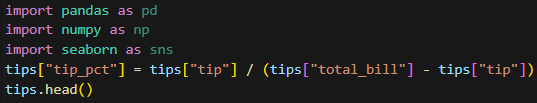 import pandas as pd
import numpy as np
import seaborn as sns
tips["tip_pct"] = tips["tip"] / (tips["total_bill"] - tips["tip"])
tips.head()